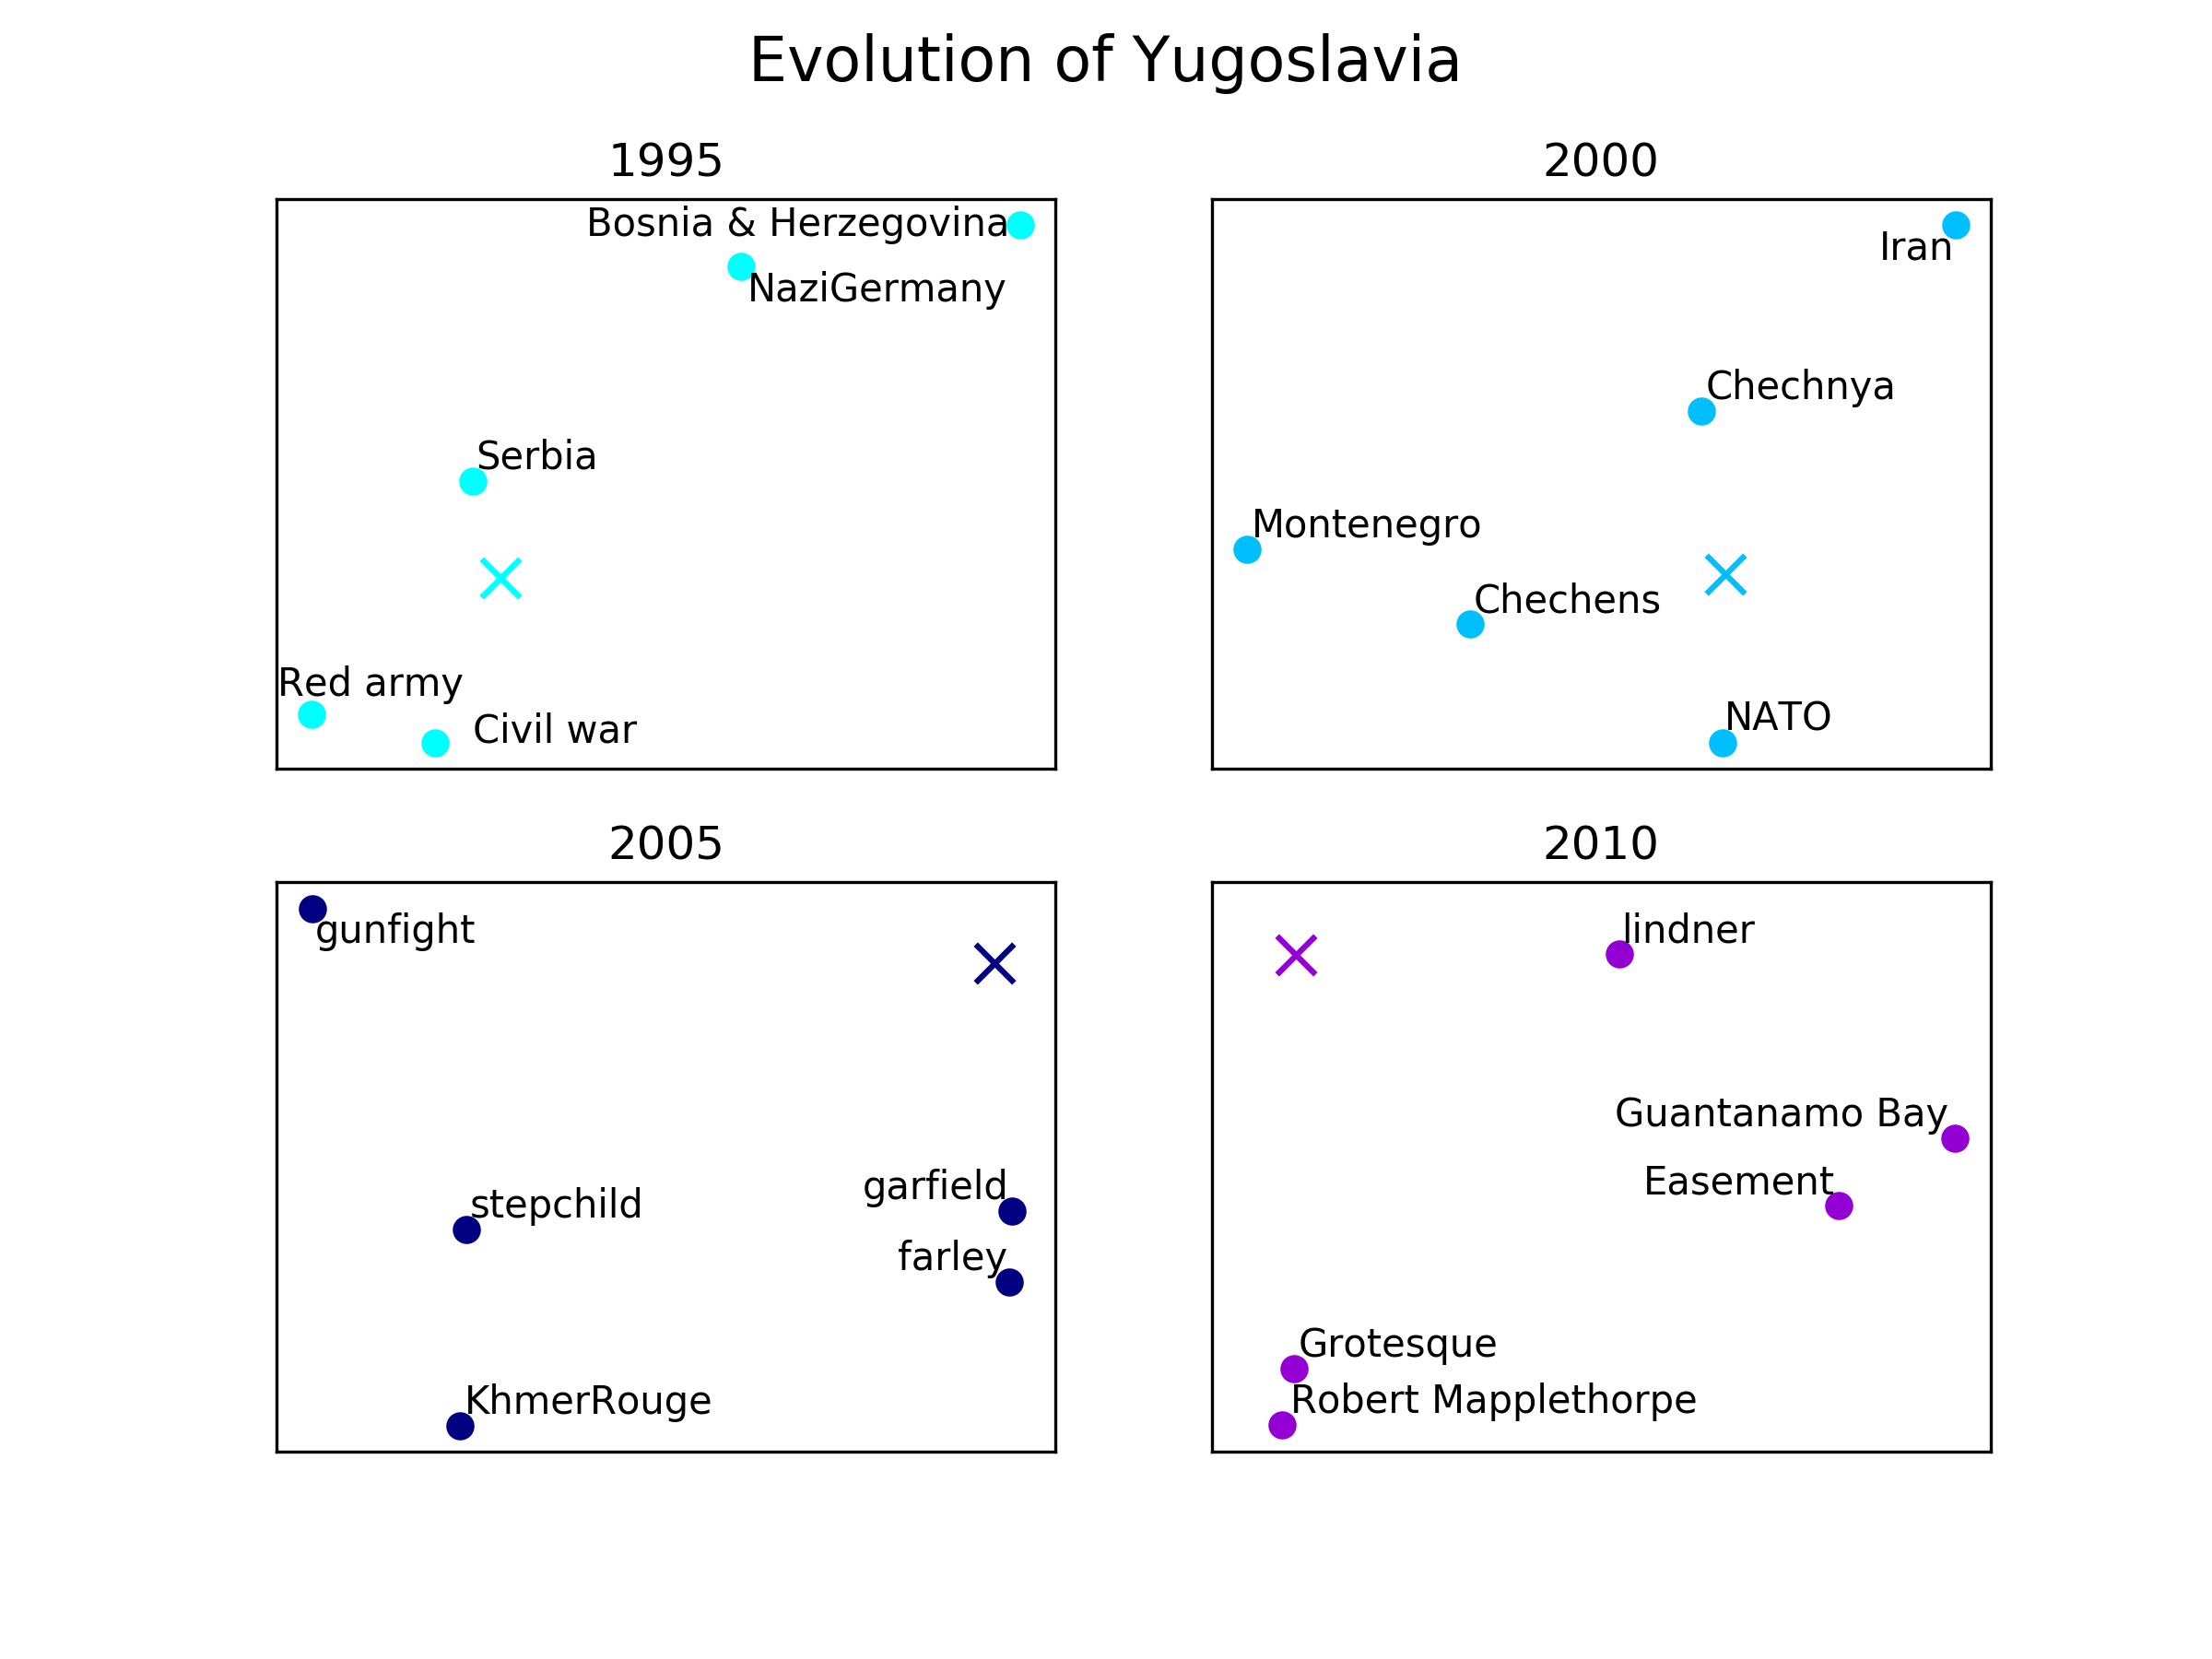 Evolution of Yugoslavia
1995
Bosnia & Herzegovina
NaziGermany
Serbia
Red army
Civil war
2000
Iran
Chechnya
Montenegro
Chechens
NATO
2005
gunfight
stepchild
garfield
farley
KhmerRouge
2010
lindner
Guantanamo Bay
Easement
Grotesque
Robert Mapplethorpe